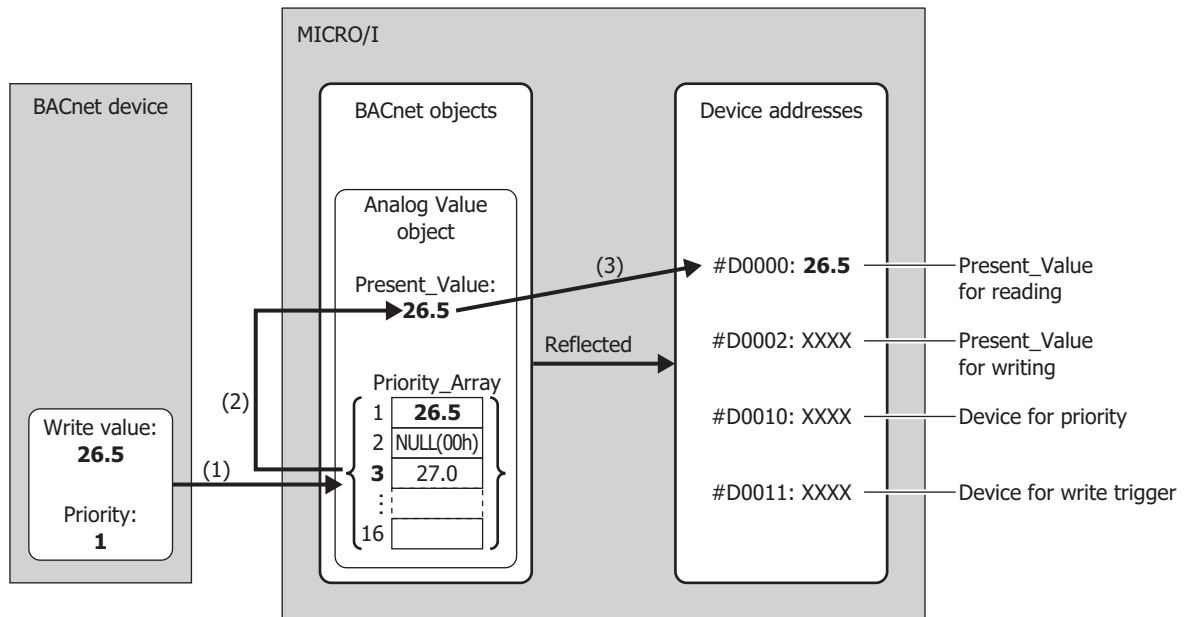 MICRO/I
BACnet device
BACnet objects
Device addresses
Analog Value
object
Present_Value:
26.5
(3)
#D0000: 26.5
Present_Value
for reading
Reflected
#D0002: XXXX
Present_Value
for writing
(2)
Priority_Array
1 26.5
2 NULL(00h)
3 27.0
:
16
#D0010: XXXX
Device for priority
#D0011: XXXX
Device for write trigger
Write value:
26.5
(1)
Priority:
1